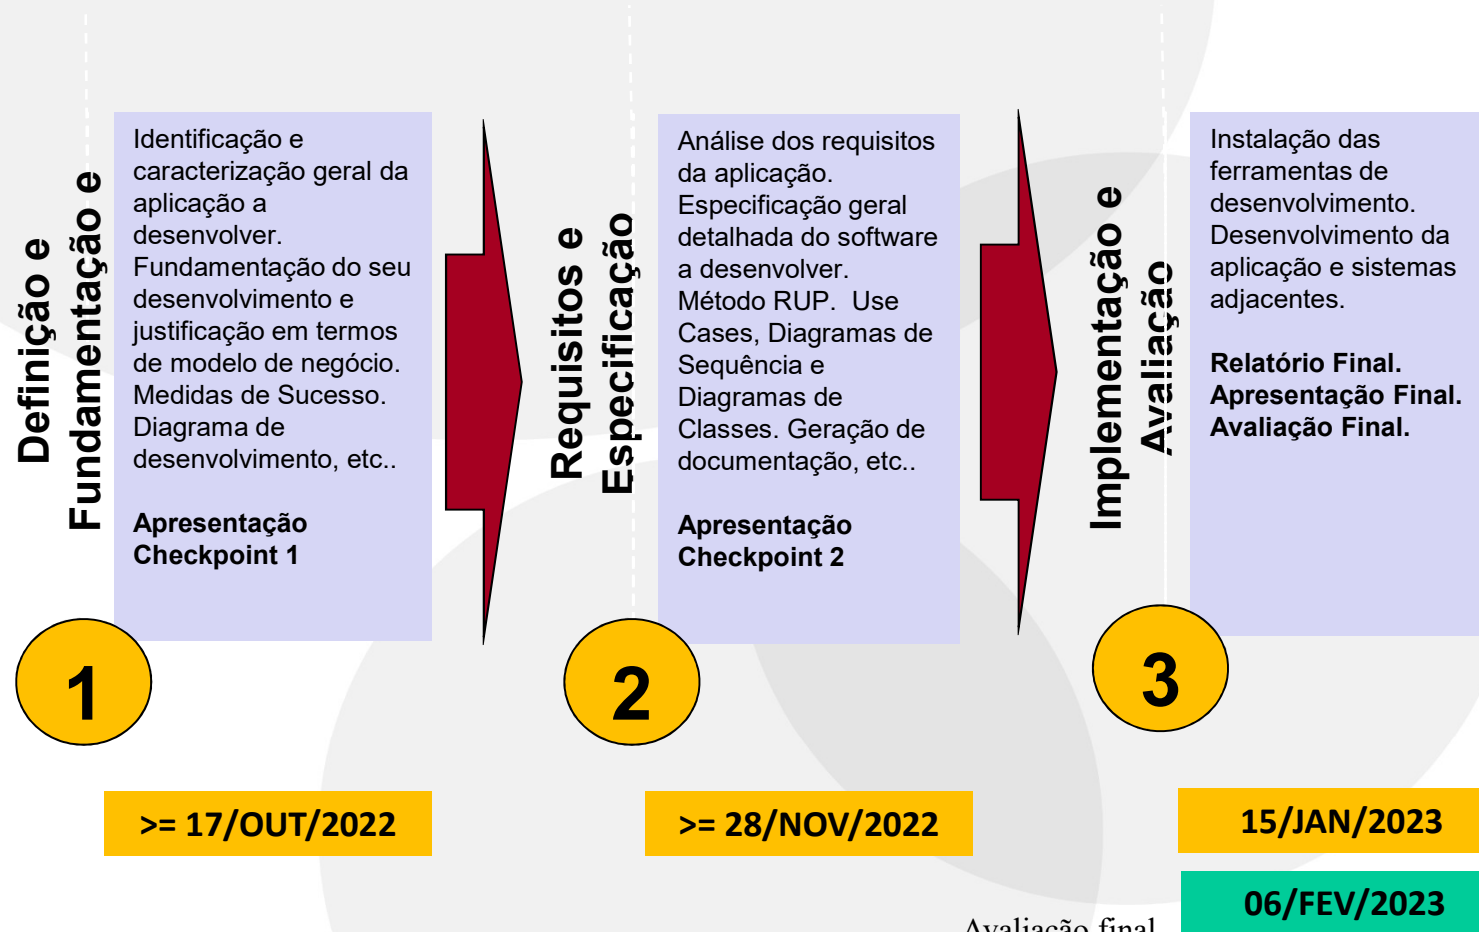 Definição e
Fundamentação e
Identificação e
caracterização geral da
aplicação a
desenvolver.
Fundamentação do seu
desenvolvimento e
justificação em termos
de modelo de negócio.
Medidas de Sucesso.
Diagrama de
desenvolvimento, etc..
Apresentação
Checkpoint 1
1
>= 17/OUT/2022
Requisitos e
Especificação
Análise dos requisitos
da aplicação.
Especificação geral
detalhada do software
a desenvolver.
Método RUP.  Use
Cases, Diagramas de
Sequência e
Diagramas de
Classes. Geração de
documentação, etc..
Apresentação
Checkpoint 2
2
>= 28/NOV/2022
Implementação e
Avaliação
Instalação das
ferramentas de
desenvolvimento.
Desenvolvimento da
aplicação e sistemas
adjacentes.
Relatório Final.
Apresentação Final.
Avaliação Final.
3
15/JAN/2023
06/FEV/2023
Avaliação final